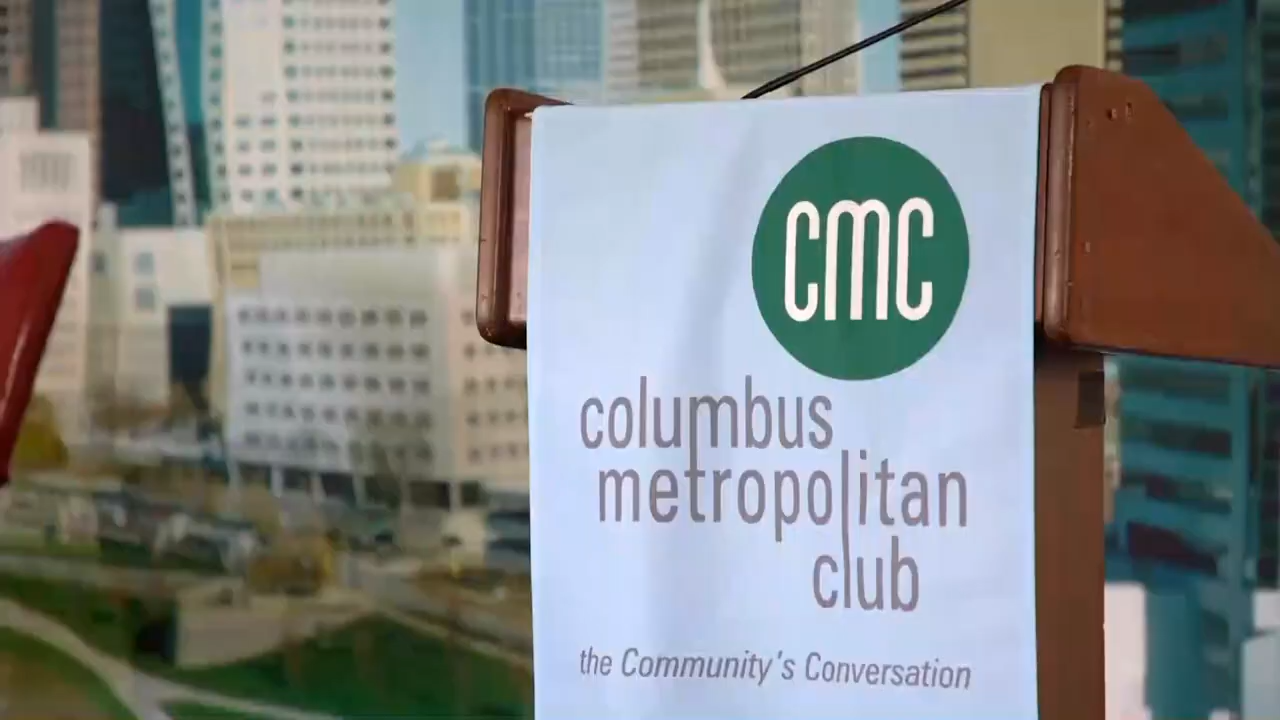 CMC
columbus
metropolitan
club
the Community's Conversation